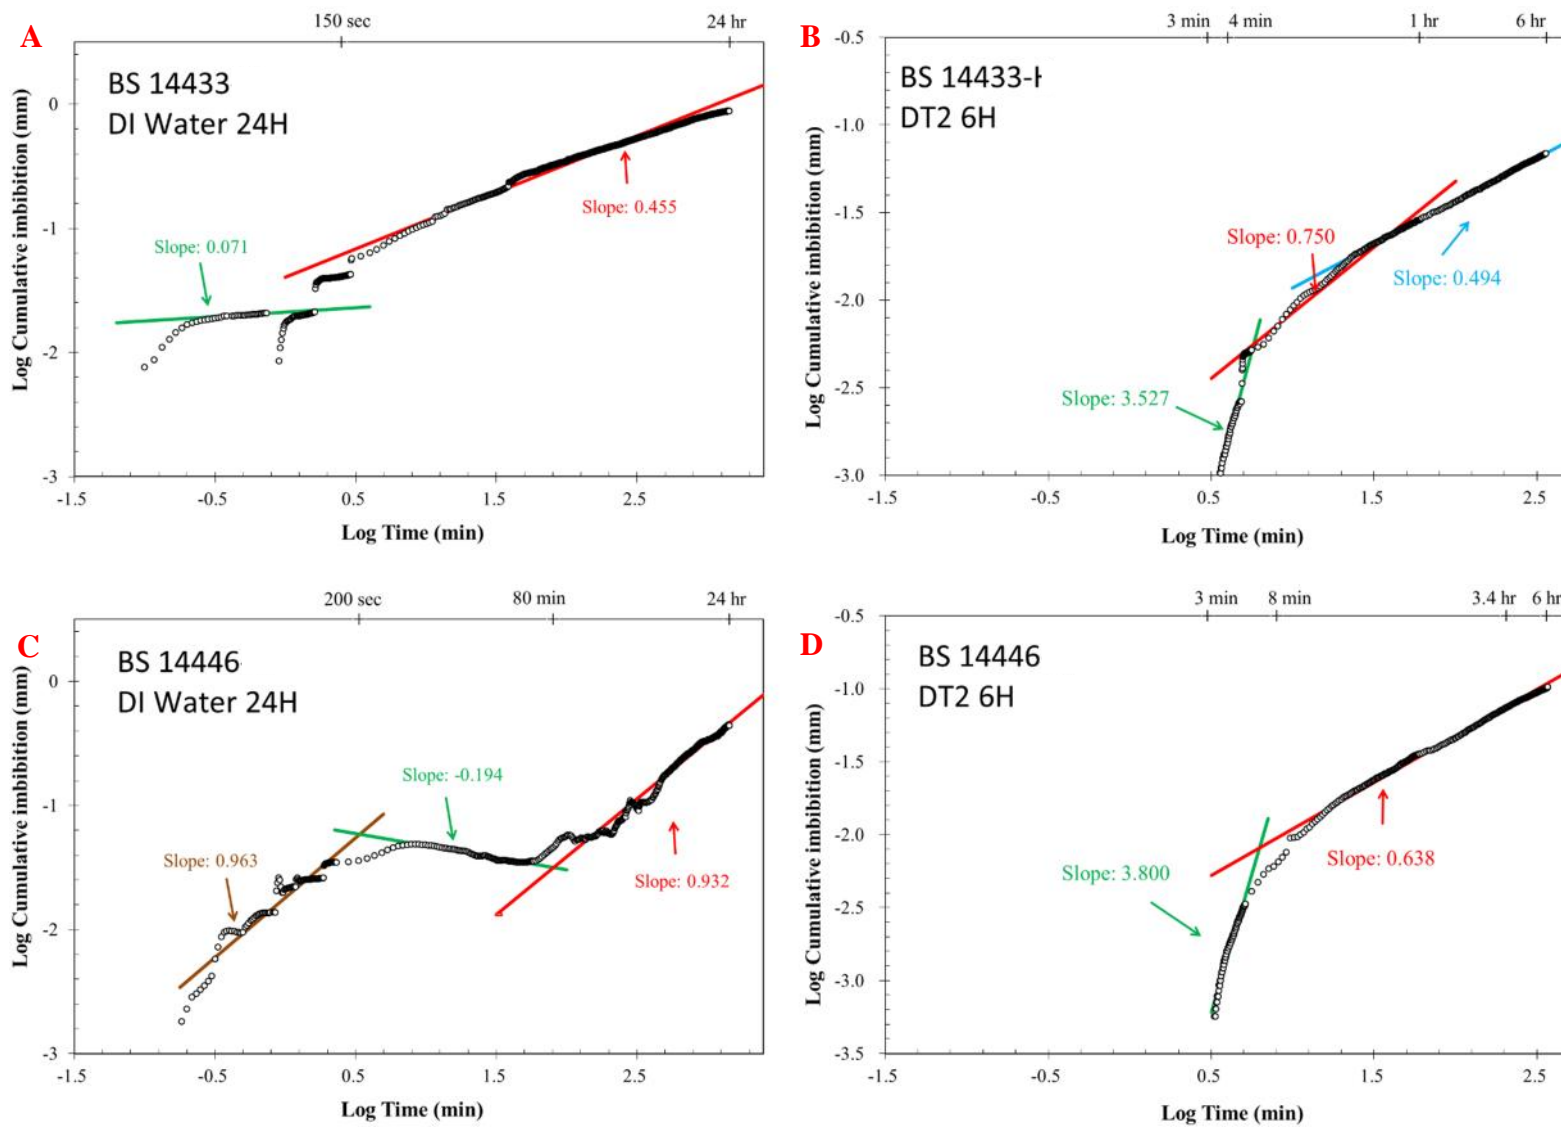 A
150 sec
24 hr
BS 14433
DI Water 24H
Log Cumulative imbibition (mm)
0
-1
-2
-3
Slope: 0.071
Slope: 0.455
-1.5
-0.5
0.5
1.5
2.5
Log Time (min)
B
3 min
4 min
1 hr
6 hr
BS 14433-
DT2 6H
Log Cumulative imbibition (mm)
-0.5
-1.0
-1.5
-2.0
-2.5
-3.0
Slope: 0.750
Slope: 0.494
Slope: 3.527
-1.5
-0.5
0.5
1.5
2.5
Log Time (min)
C
200 sec
80 min
24 hr
BS 14446
DI Water 24H
Log Cumulative imbibition (mm)
0
-1
-2
-3
Slope: -0.194
Slope: 0.963
Slope: 0.932
-1.5
-0.5
0.5
1.5
2.5
Log Time (min)
D
3 min
8 min
3.4 hr
6 hr
BS 14446
DT2 6H
Log Cumulative imbibition (mm)
-0.5
-1.0
-1.5
-2.0
-2.5
-3.0
-3.5
Slope: 0.638
Slope: 3.800
-1.5
-0.5
0.5
1.5
2.5
Log Time (min)